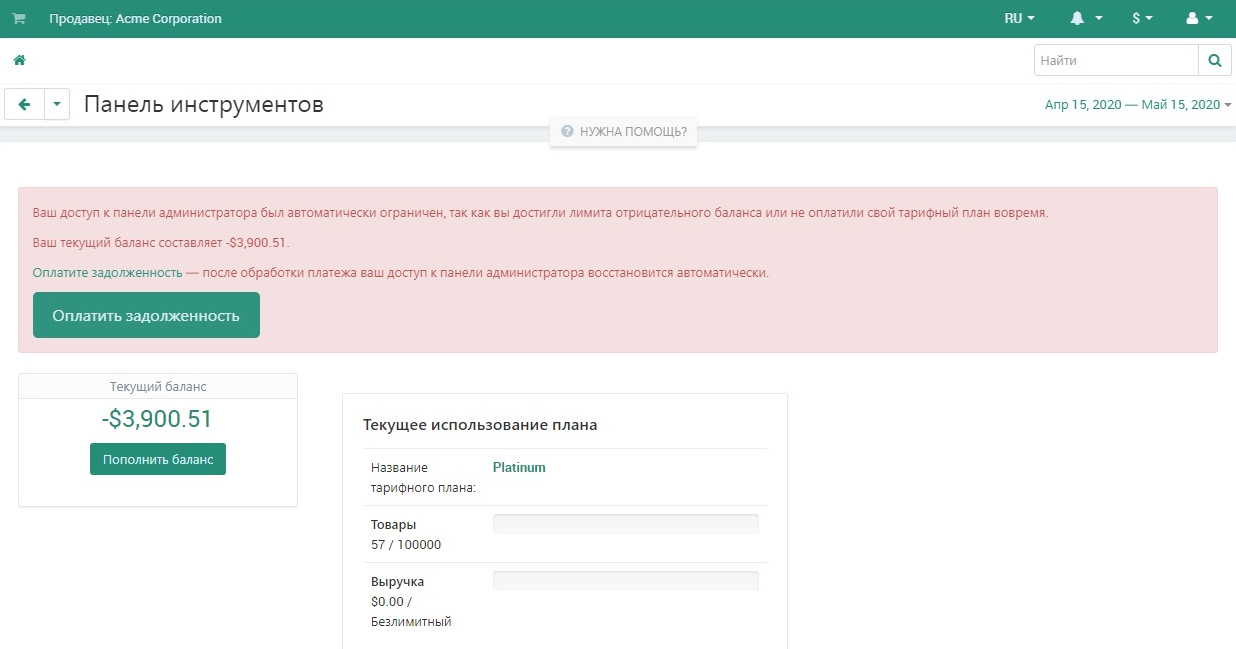 Продавец: Acme Corporation
RU
$
Найти
Панель инструментов
Апр 15, 2020 — Май 15, 2020
НУЖНА ПОМОЩЬ?
Ваш доступ к панели администратора был автоматически ограничен, так как вы достигли лимита отрицательного баланса или не оплатили свой тарифный план вовремя.
Ваш текущий баланс составляет -$3,900.51.
Оплатите задолженность — после обработки платежа ваш доступ к панели администратора восстановится автоматически.
Оплатить задолженность
Текущий баланс
-$3,900.51
Пополнить баланс
Текущее использование плана
Название
тарифного плана:
Platinum
Товары
57 / 100000
Выручка
$0.00 /
Безлимитный